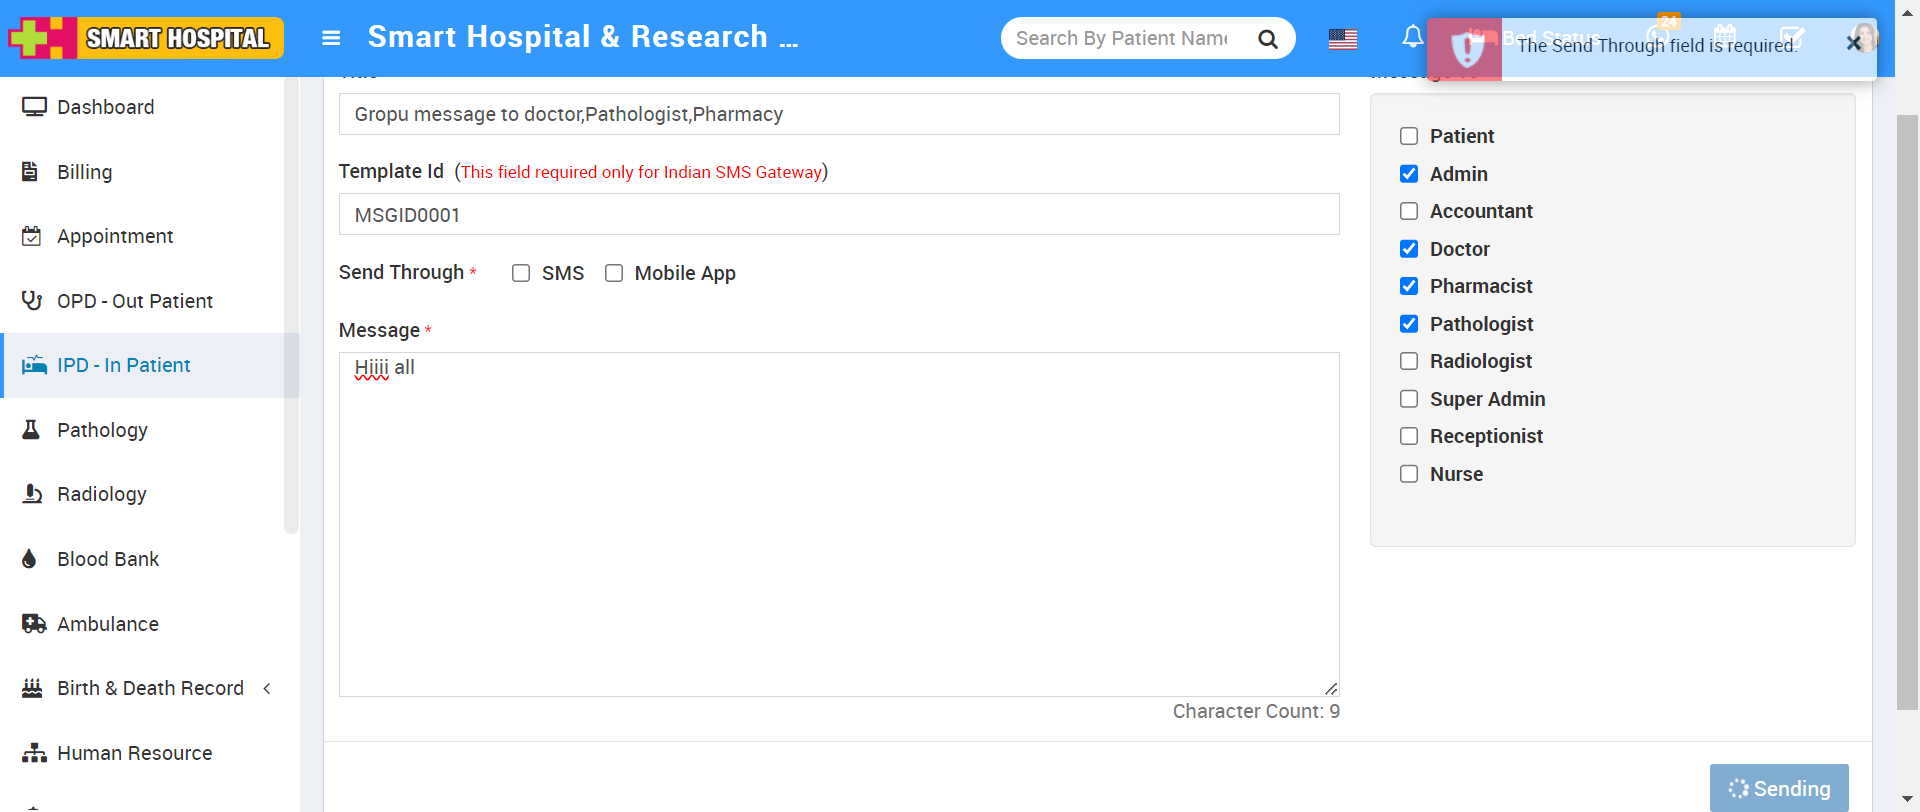 SMART HOSPITAL
Smart Hospital & Research ...
Search By Patient Name
24
Bed Status
The Send Through field is required.
Dashboard
Billing
Appointment
OPD - Out Patient
IPD - In Patient
Pathology
Radiology
Blood Bank
Ambulance
Birth & Death Record
Human Resource
Title
Gropu message to doctor,Pathologist,Pharmacy
Template Id (This field required only for Indian SMS Gateway)
MSGID0001
Send Through * SMS Mobile App
Message *
Hiiii all
Character Count: 9
Message To
Patient
Admin
Accountant
Doctor
Pharmacist
Pathologist
Radiologist
Super Admin
Receptionist
Nurse
Sending